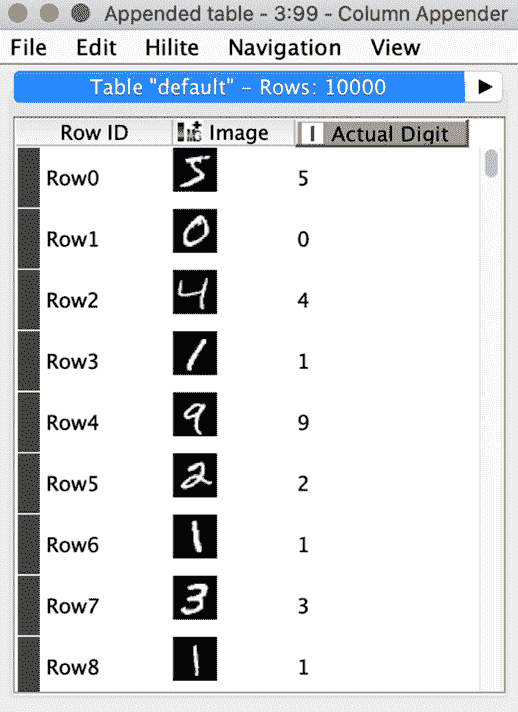 Appended table - 3:99 - Column Appender
File Edit Hilite Navigation View
Table "default" - Rows: 10000
Row ID Image Actual Digit
Row0 5 5
Row1 0 0
Row2 4 4
Row3 1 1
Row4 9 9
Row5 2 2
Row6 1 1
Row7 3 3
Row8 1 1